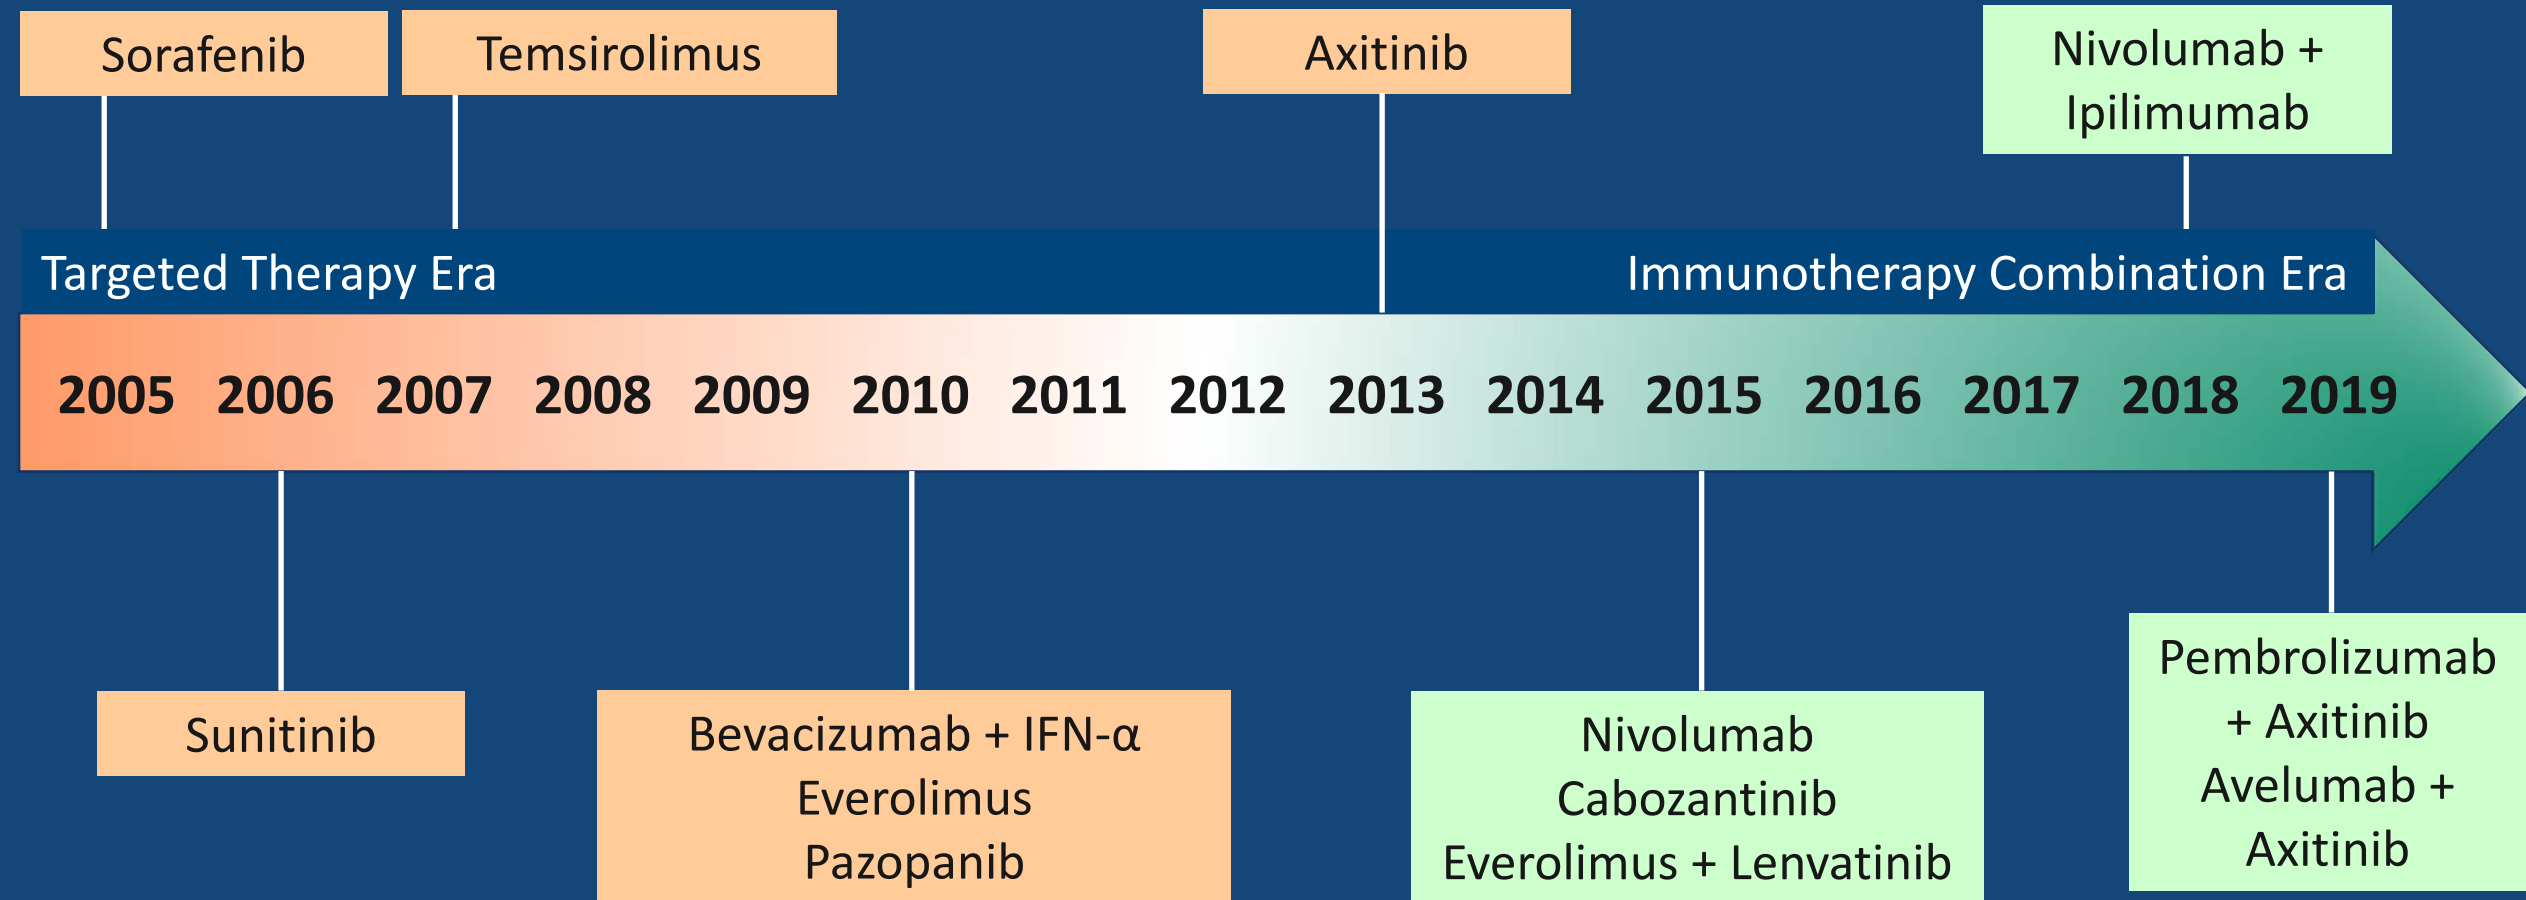 Sorafenib
Temsirolimus
Axitinib
Nivolumab +
Ipilimumab
Targeted Therapy Era
Immunotherapy Combination Era
2005 2006 2007 2008 2009 2010 2011 2012 2013 2014 2015 2016 2017 2018 2019
Sunitinib
Bevacizumab + IFN-α
Everolimus
Pazopanib
Nivolumab
Cabozantinib
Everolimus + Lenvatinib
Pembrolizumab
+ Axitinib
Avelumab +
Axitinib